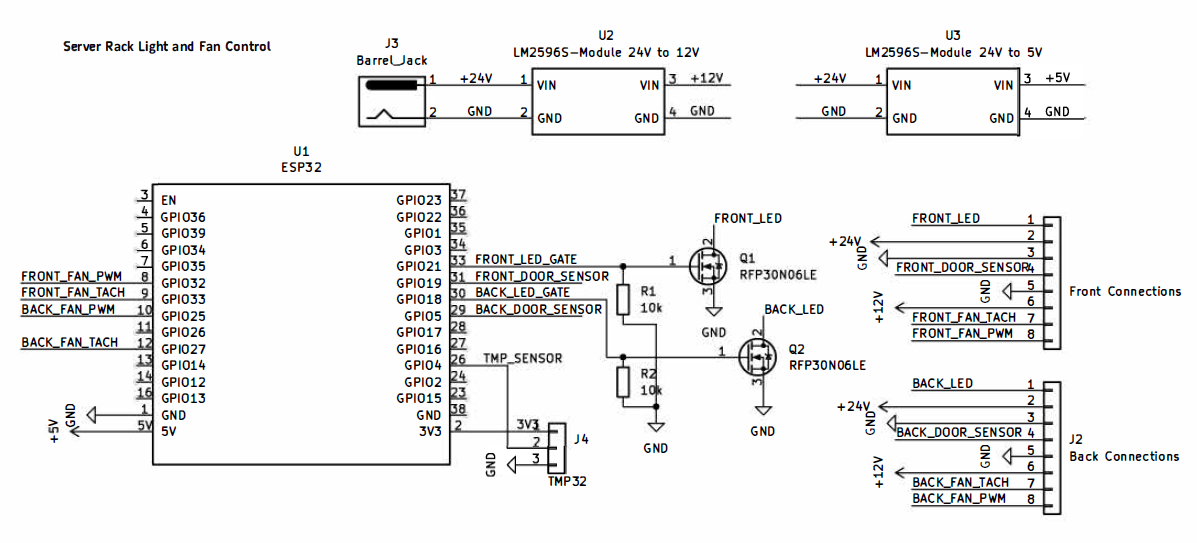 Server Rack Light and Fan Control
J3
Barrel_Jack
1 +24V
2 GND
U2
LM2596S-Module 24V to 12V
1 VIN VIN 3 +12V
2 GND GND 4 GND
U3
LM2596S-Module 24V to 5V
+24V 1 VIN VIN 3 +5V
GND 2 GND GND 4 GND
U1
ESP32
3 EN GPIO23 37
4 GPIO36 GPIO22 36
5 GPIO39 GPIO1 35
6 GPIO34 GPIO3 34
7 GPIO35 GPIO21 33 FRONT_LED_GATE
FRONT_FAN_PWM 8 GPIO32 GPIO19 31 FRONT_DOOR_SENSOR
FRONT_FAN_TACH 9 GPIO33 GPIO18 30 BACK_LED_GATE
BACK_FAN_PWM 10 GPIO25 GPIO5 29 BACK_DOOR_SENSOR
11 GPIO26 GPIO17 28
BACK_FAN_TACH 12 GPIO27 GPIO16 27
13 GPIO14 GPIO4 26 TMP_SENSOR
14 GPIO12 GPIO2 24
16 GPIO13 GPIO15 23
GND 1 GND GND 38
+5V 5V 5V 3V3 2 3V3 1
2
GND 3
J4
TMP32
R1
10k
R2
10k
GND
FRONT_LED
1 2 3
Q1
RFP30N06LE
GND
BACK_LED
1 2 3
Q2
RFP30N06LE
GND
FRONT_LED 1
+24V 2
GND 3
FRONT_DOOR_SENSOR 4
GND 5
+12V 6
FRONT_FAN_TACH 7
FRONT_FAN_PWM 8
Front Connections
BACK_LED 1
+24V 2
GND 3
BACK_DOOR_SENSOR 4
GND 5
+12V 6
BACK_FAN_TACH 7
BACK_FAN_PWM 8
J2
Back Connections